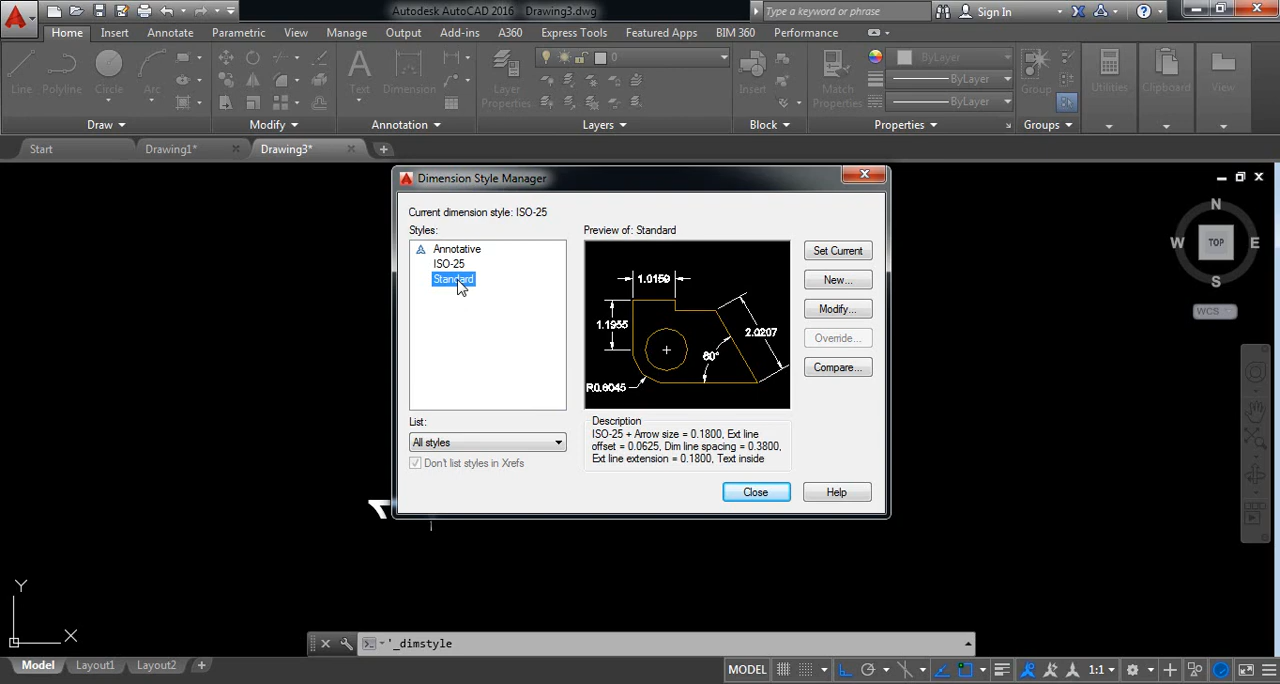 Autodesk AutoCAD 2016 Drawing3.dwg
Type a keyword or phrase
Sign In
Home Insert Annotate Parametric View Manage Output Add-ins A360 Express Tools Featured Apps BIM 360 Performance
Line Polyline Circle Arc
Text Dimension
Layer Properties
0
Insert
Match Properties
ByLayer
ByLayer
ByLayer
Group
Utilities
Clipboard
View
Draw Modify Annotation Layers Block Properties Groups
Start Drawing1* Drawing3*
Dimension Style Manager
Current dimension style: ISO-25
Styles:
Annotative
ISO-25
Standard
Preview of: Standard
1.0159
1.1955
2.0207
60°
R0.8045
Set Current
New...
Modify...
Override...
Compare...
List:
All styles
Don't list styles in Xrefs
Description
ISO-25 + Arrow size = 0.1800, Ext line
offset = 0.0625, Dim line spacing = 0.3800,
Ext line extension = 0.1800, Text inside
Close Help
N
W TOP E
S
WCS
Y
X
'_dimstyle
Model Layout1 Layout2
MODEL 1:1